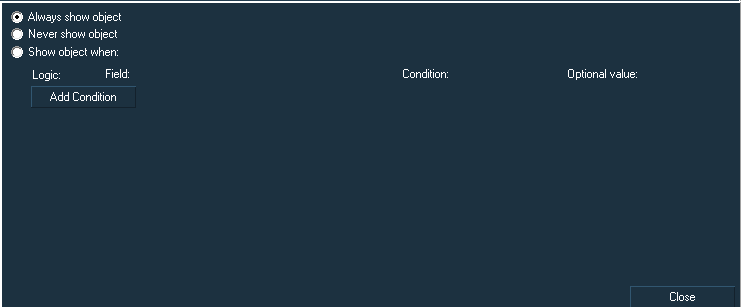 Always show object
Never show object
Show object when:
Logic: Field: Condition: Optional value:
Add Condition
Close